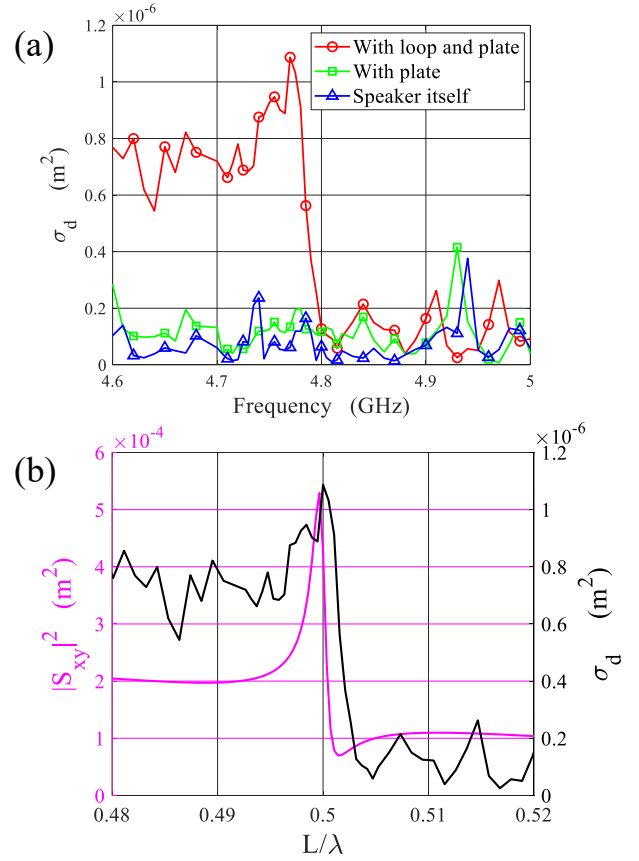 (a)
×10⁻⁶
1.2
1
0.8
0.6
0.4
0.2
0
σd (m²)
With loop and plate
With plate
Speaker itself
4.6 4.7 4.8 4.9 5
Frequency (GHz)
(b)
×10⁻⁴
6
5
4
3
2
1
0
|Sxy|² (m²)
×10⁻⁶
1.2
1
0.8
0.6
0.4
0.2
0
σd (m²)
0.48 0.49 0.5 0.51 0.52
L/λ